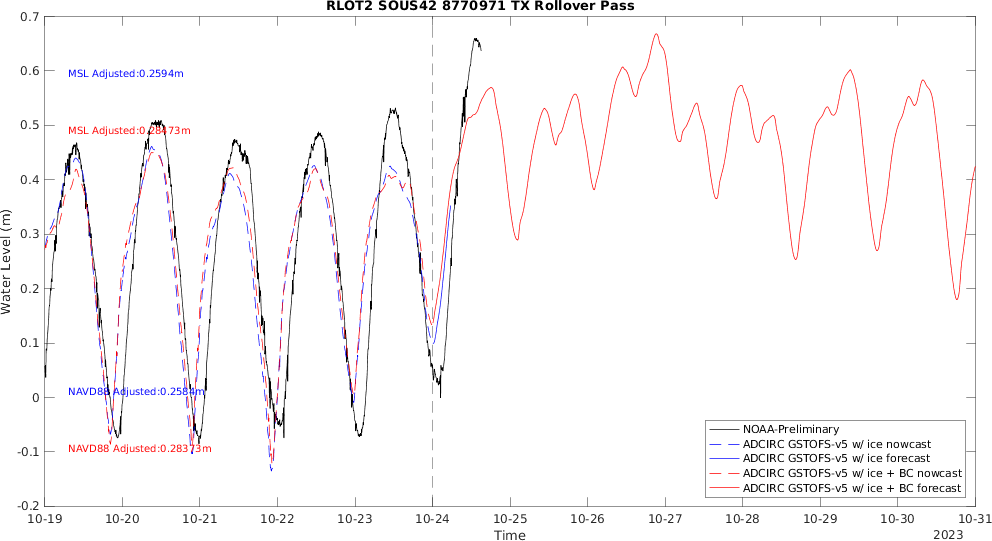 RLOT2 SOUS42 8770971 TX Rollover Pass
0.7
0.6
0.5
0.4
0.3
0.2
0.1
0
-0.1
-0.2
Water Level (m)
MSL Adjusted:0.2594m
MSL Adjusted:0.28473m
NAVD88 Adjusted:0.2584m
NAVD88 Adjusted:0.28373m
NOAA-Preliminary
ADCIRC GSTOFS-v5 w/ ice nowcast
ADCIRC GSTOFS-v5 w/ ice forecast
ADCIRC GSTOFS-v5 w/ ice + BC nowcast
ADCIRC GSTOFS-v5 w/ ice + BC forecast
10-19 10-20 10-21 10-22 10-23 10-24 10-25 10-26 10-27 10-28 10-29 10-30 10-31
Time
2023